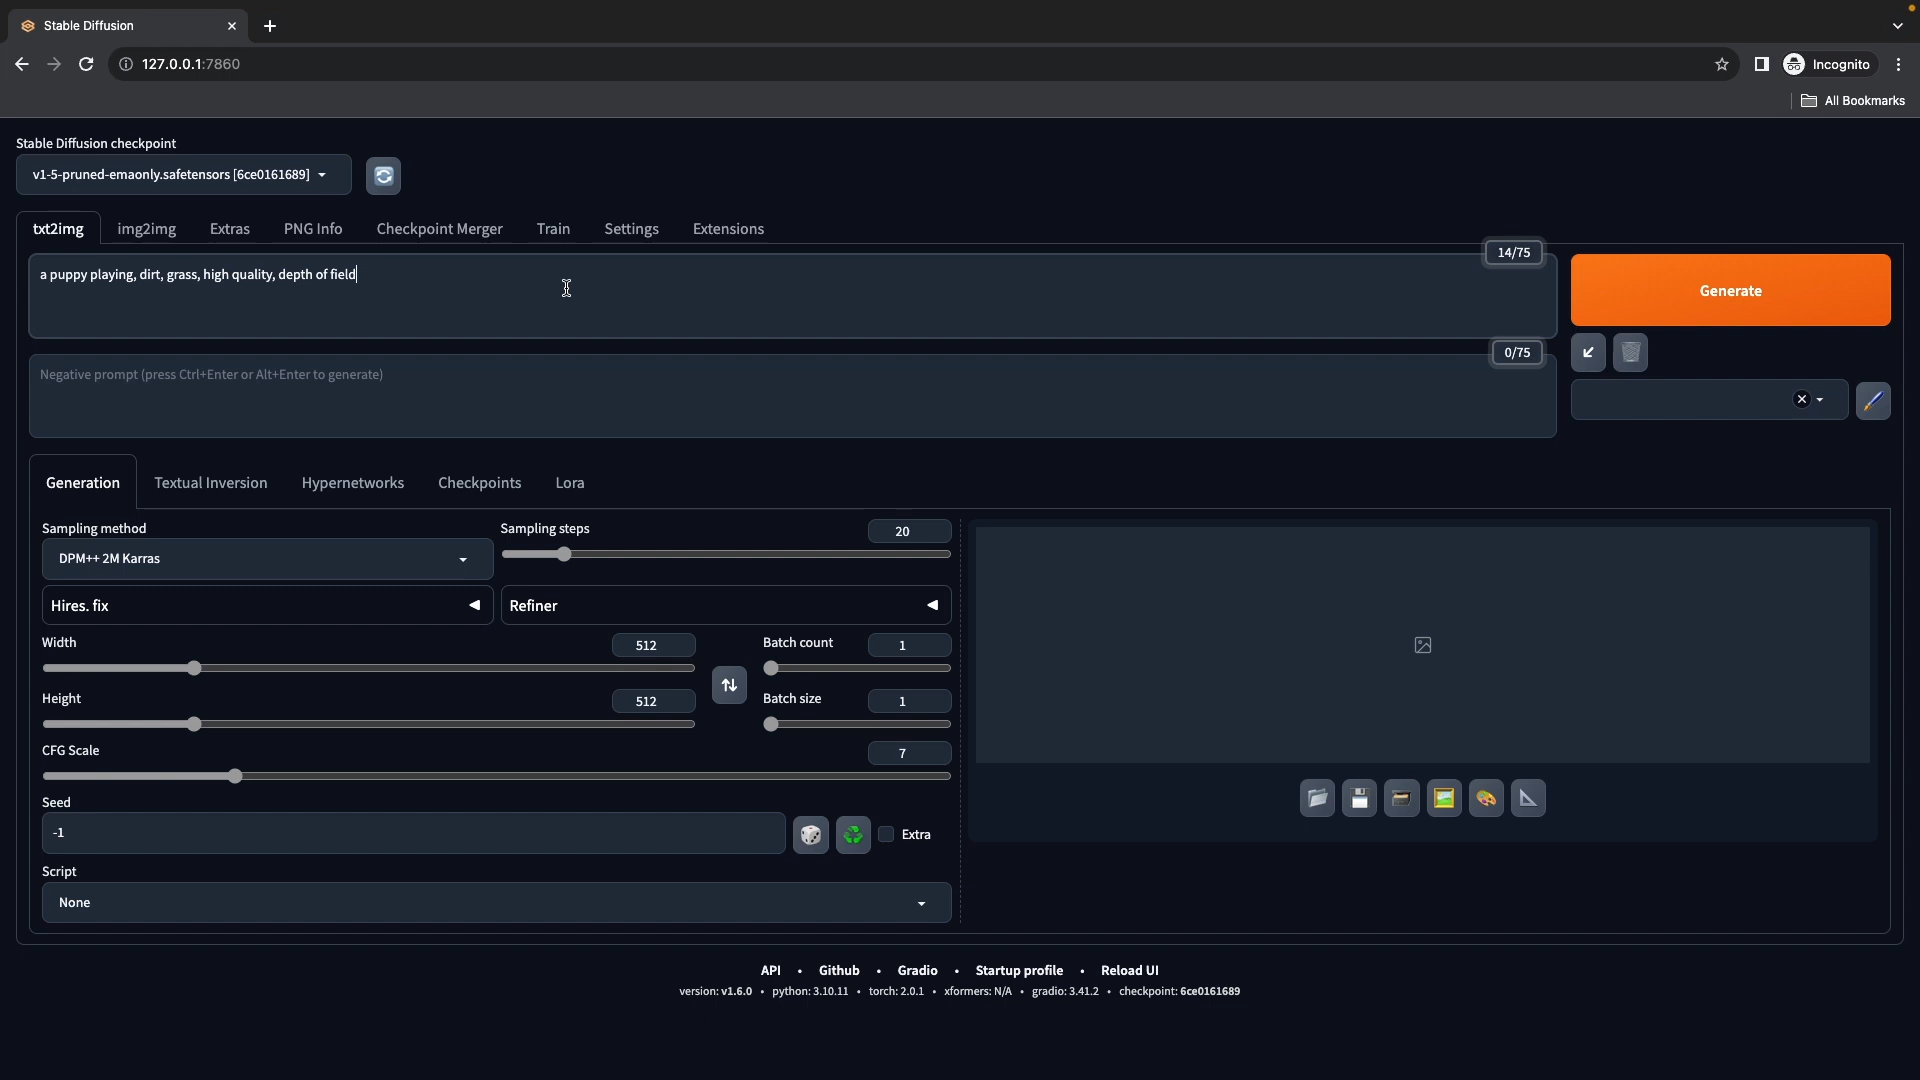 Stable Diffusion
127.0.0.1:7860
Incognito
All Bookmarks
Stable Diffusion checkpoint
v1-5-pruned-emaonly.safetensors [6ce0161689]
txt2img img2img Extras PNG Info Checkpoint Merger Train Settings Extensions
14/75
a puppy playing, dirt, grass, high quality, depth of field
Generate
0/75
Negative prompt (press Ctrl+Enter or Alt+Enter to generate)
Generation Textual Inversion Hypernetworks Checkpoints Lora
Sampling method
DPM++ 2M Karras
Sampling steps 20
Hires. fix
Refiner
Width 512
Batch count 1
Height 512
Batch size 1
CFG Scale 7
Seed
-1
Extra
Script
None
API • Github • Gradio • Startup profile • Reload UI
version: v1.6.0 • python: 3.10.11 • torch: 2.0.1 • xformers: N/A • gradio: 3.41.2 • checkpoint: 6ce0161689